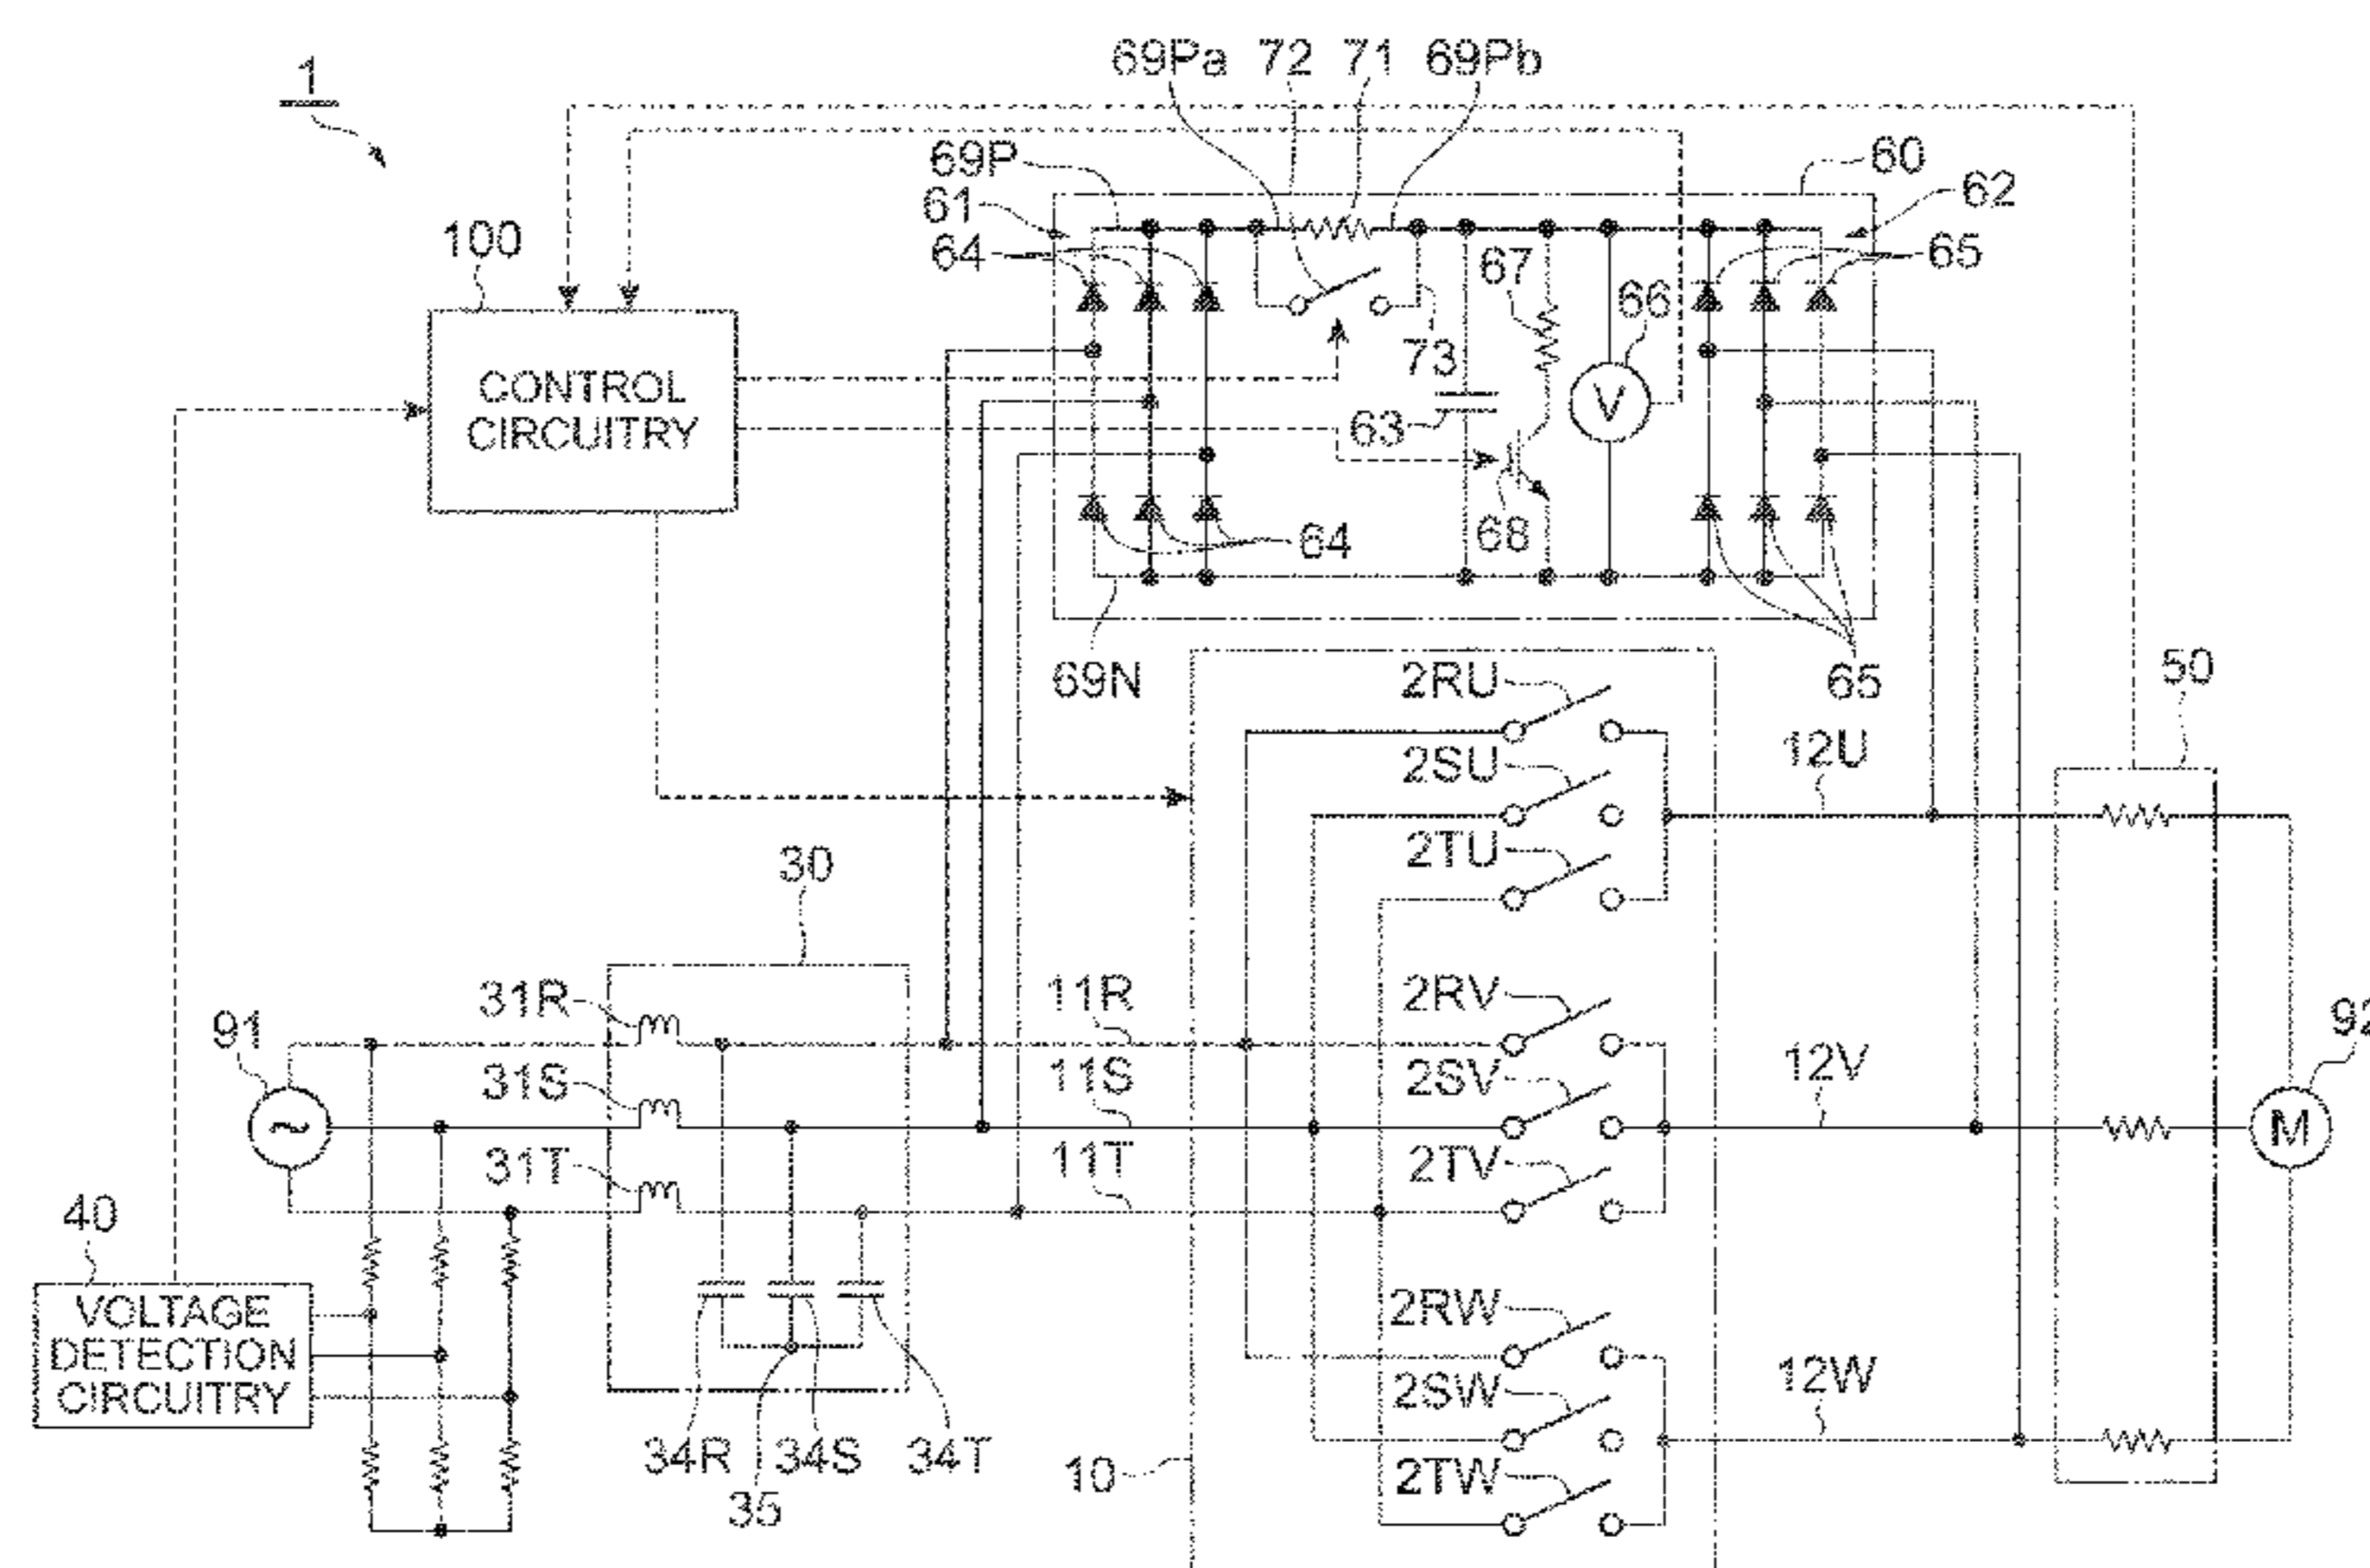 1
69Pa 72 71 69Pb
69P
60
61
62
100
64
67
66
65
CONTROL
CIRCUITRY
73
63
V
68
64
69N
65
50
2RU
12U
2SU
2TU
30
31R
11R
2RV
91
92
31S
11S
2SV
12V
~
M
31T
11T
2TV
40
VOLTAGE
DETECTION
CIRCUITRY
2RW
2SW
12W
34R 34S 34T
10
2TW
35